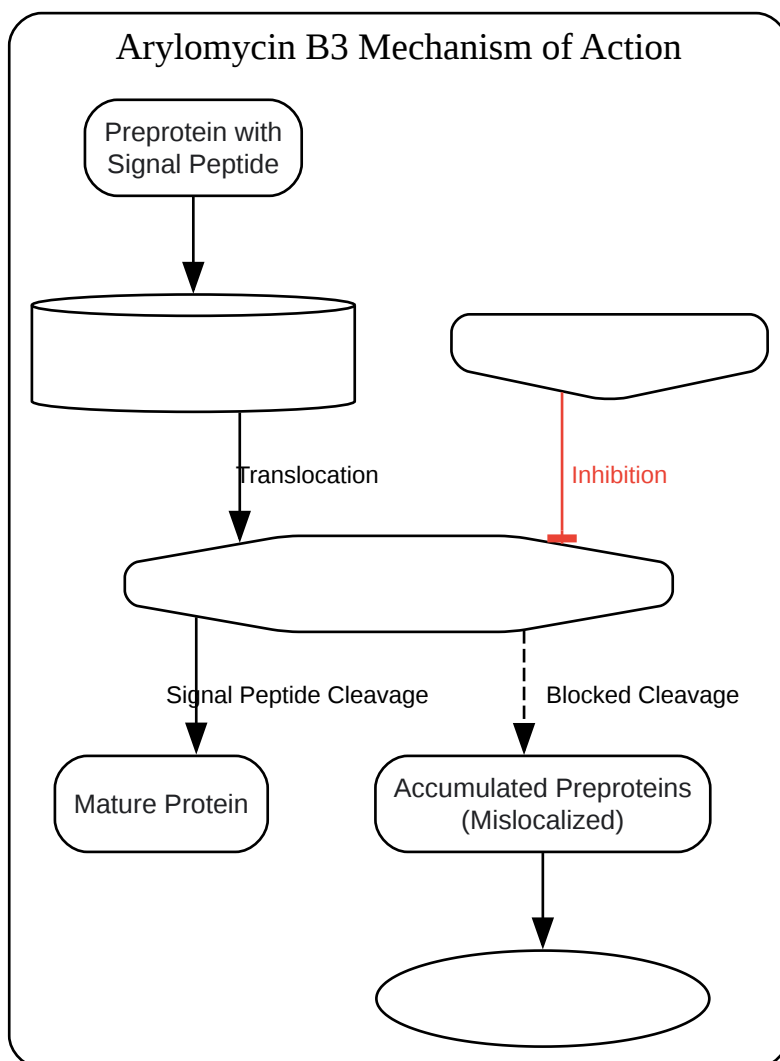 Arylomycin B3 Mechanism of Action
Preprotein with
Signal Peptide
Translocation
Inhibition
Signal Peptide Cleavage
Blocked Cleavage
Mature Protein
Accumulated Preproteins
(Mislocalized)